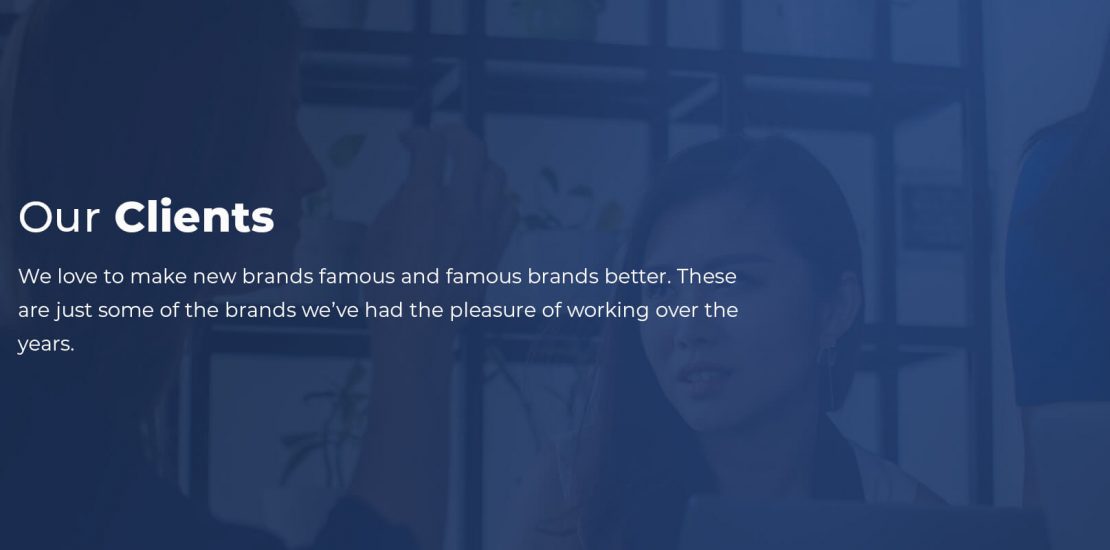 Our Clients
We love to make new brands famous and famous brands better. These
are just some of the brands we’ve had the pleasure of working over the
years.